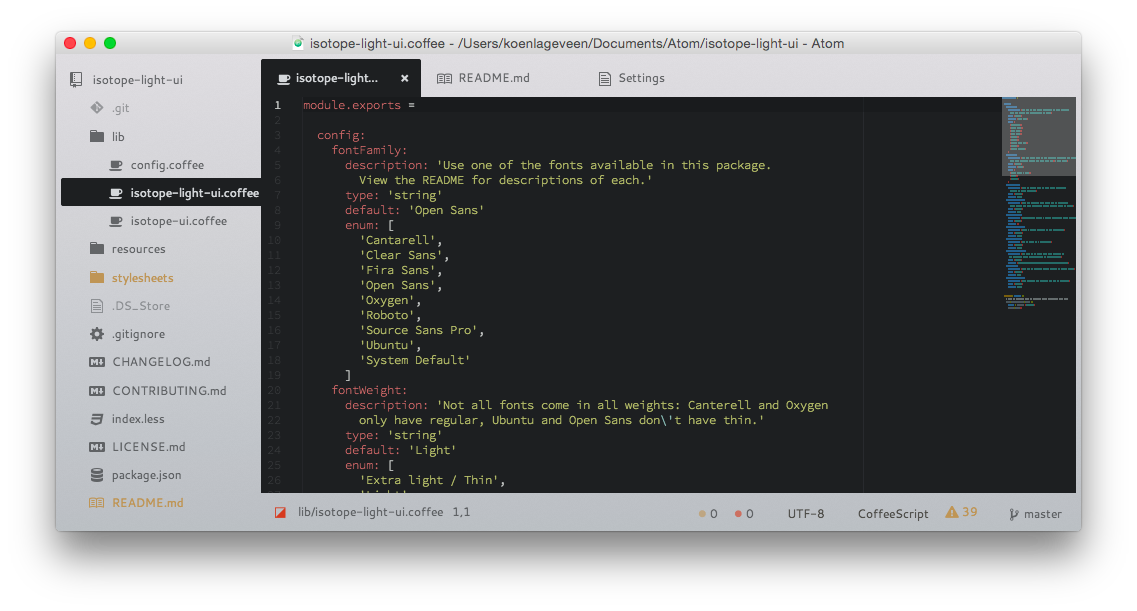 isotope-light-ui.coffee - /Users/koenlageveen/Documents/Atom/isotope-light-ui - Atom
isotope-light-ui
.git
lib
config.coffee
isotope-light-ui.coffee
isotope-ui.coffee
resources
stylesheets
.DS_Store
.gitignore
CHANGELOG.md
CONTRIBUTING.md
index.less
LICENSE.md
package.json
README.md
isotope-light... ×
README.md
Settings
1 module.exports =
2
3 config:
4 fontFamily:
5 description: 'Use one of the fonts available in this package.
6 View the README for descriptions of each.'
7 type: 'string'
8 default: 'Open Sans'
9 enum: [
10 'Cantarell',
11 'Clear Sans',
12 'Fira Sans',
13 'Open Sans',
14 'Oxygen',
15 'Roboto',
16 'Source Sans Pro',
17 'Ubuntu',
18 'System Default'
19 ]
20 fontWeight:
21 description: 'Not all fonts come in all weights: Canterell and Oxygen
22 only have regular, Ubuntu and Open Sans don\'t have thin.'
23 type: 'string'
24 default: 'Light'
25 enum: [
26 'Extra light / Thin',
lib/isotope-light-ui.coffee 1,1
0 0 UTF-8 CoffeeScript 39 master